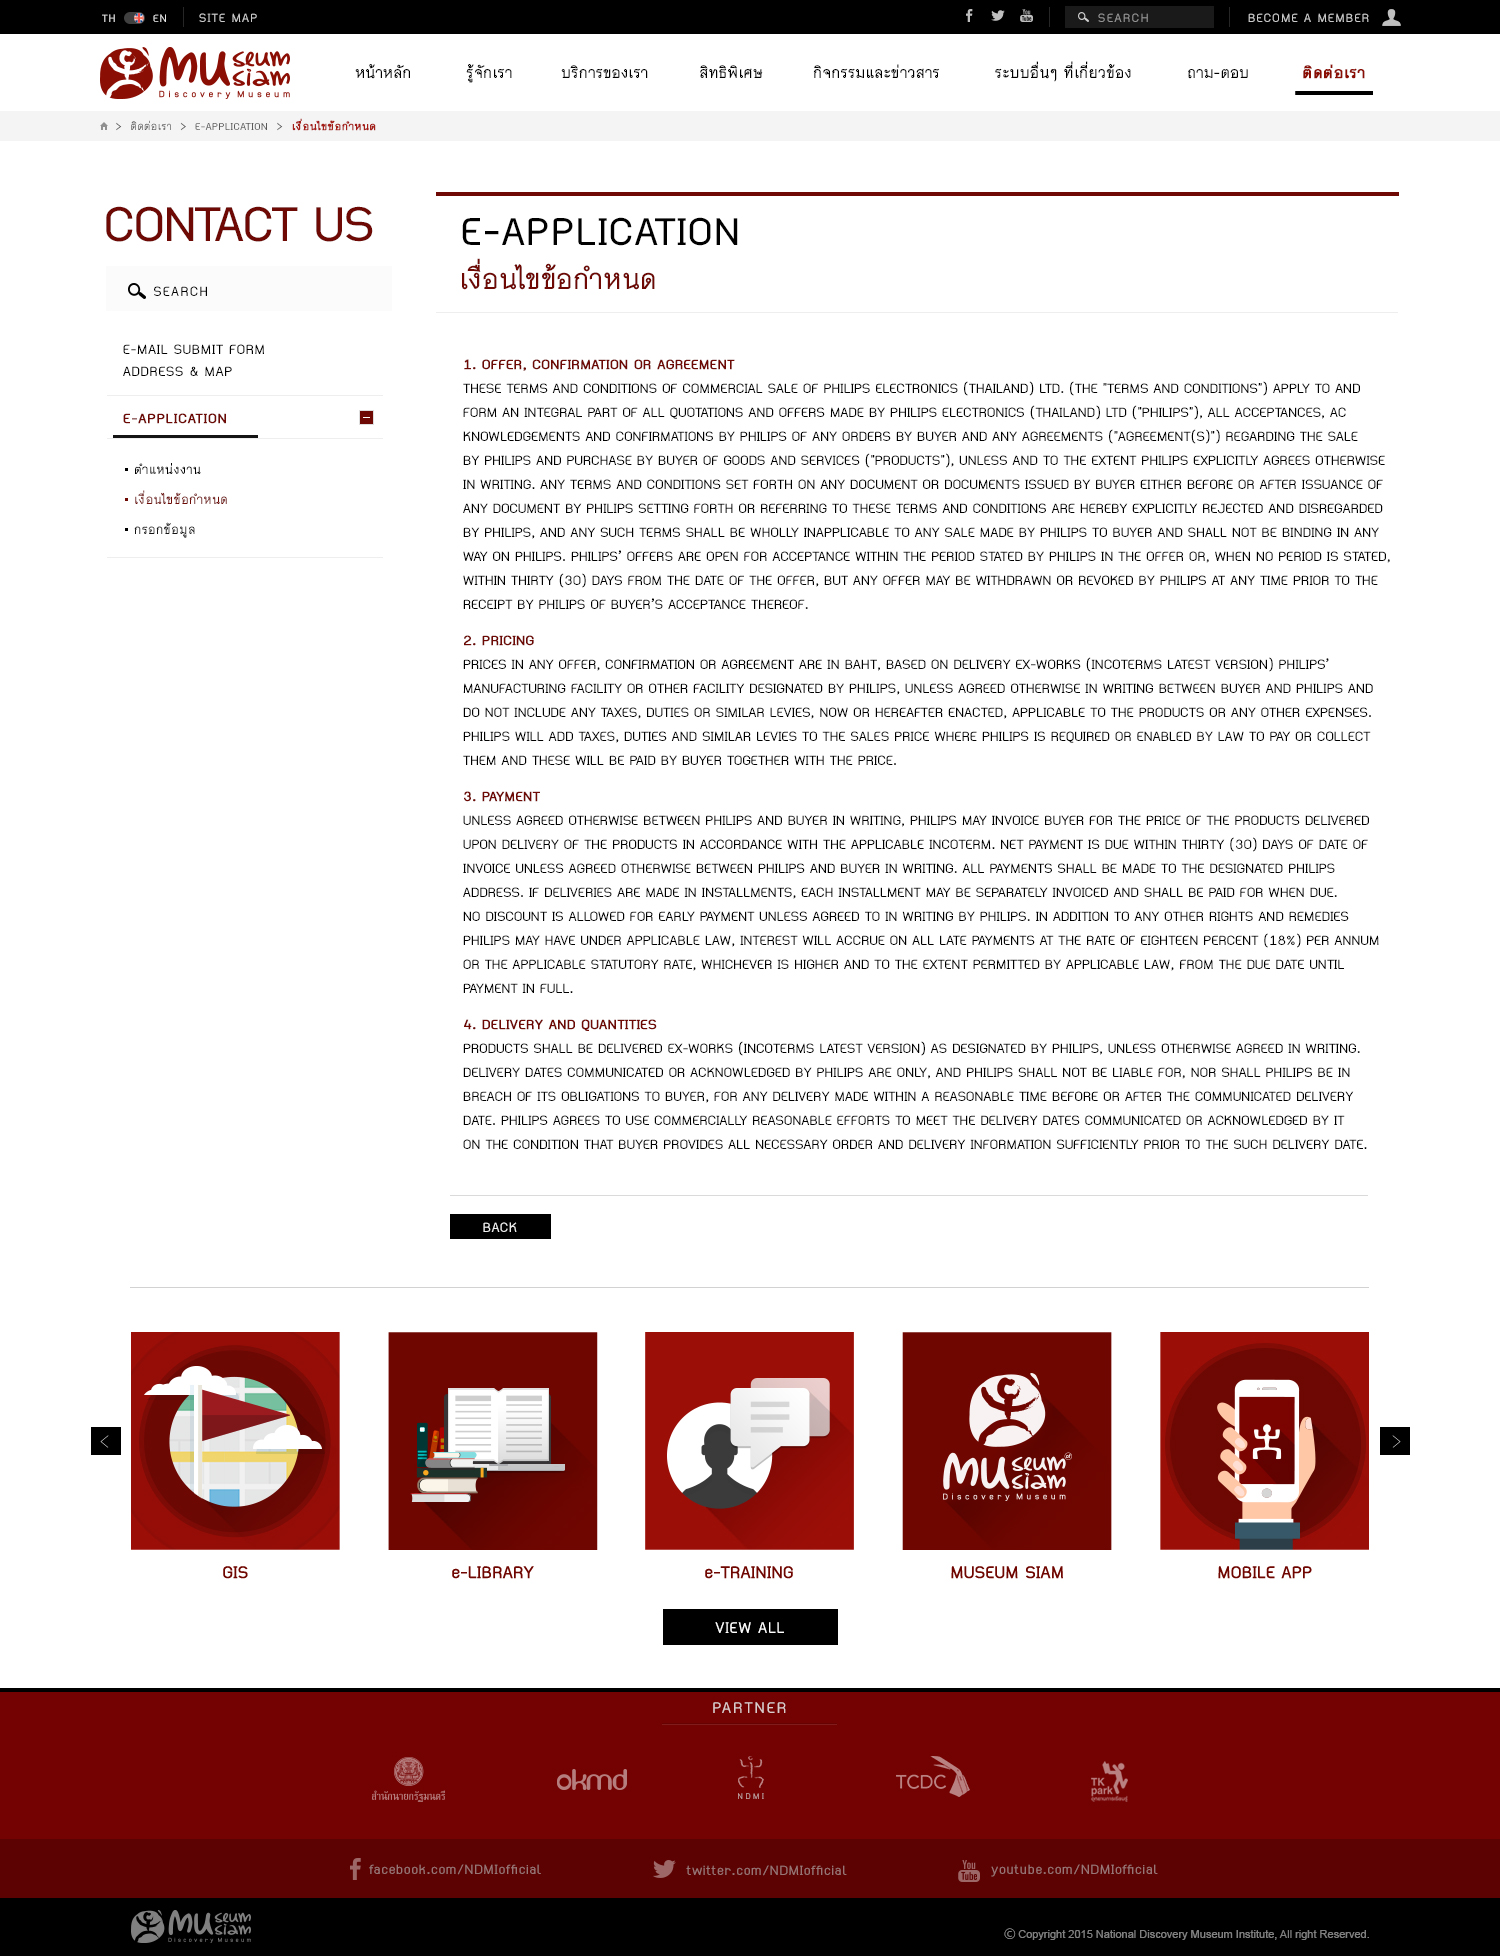 TH EN SITE MAP
SEARCH
BECOME A MEMBER
MUseum siam
Discovery Museum
หน้าหลัก รู้จักเรา บริการของเรา สิทธิพิเศษ กิจกรรมและข่าวสาร ระบบอื่นๆ ที่เกี่ยวข้อง ถาม-ตอบ ติดต่อเรา
> ติดต่อเรา > E-APPLICATION > เงื่อนไขข้อกำหนด
CONTACT US
SEARCH
E-MAIL SUBMIT FORM
ADDRESS & MAP
E-APPLICATION
ตำแหน่งงาน
เงื่อนไขข้อกำหนด
กรอกข้อมูล
E-APPLICATION
เงื่อนไขข้อกำหนด
1. OFFER, CONFIRMATION OR AGREEMENT
THESE TERMS AND CONDITIONS OF COMMERCIAL SALE OF PHILIPS ELECTRONICS (THAILAND) LTD. (THE "TERMS AND CONDITIONS") APPLY TO AND
FORM AN INTEGRAL PART OF ALL QUOTATIONS AND OFFERS MADE BY PHILIPS ELECTRONICS (THAILAND) LTD ("PHILIPS"), ALL ACCEPTANCES, AC
KNOWLEDGEMENTS AND CONFIRMATIONS BY PHILIPS OF ANY ORDERS BY BUYER AND ANY AGREEMENTS ("AGREEMENT(S)") REGARDING THE SALE
BY PHILIPS AND PURCHASE BY BUYER OF GOODS AND SERVICES ("PRODUCTS"), UNLESS AND TO THE EXTENT PHILIPS EXPLICITLY AGREES OTHERWISE
IN WRITING. ANY TERMS AND CONDITIONS SET FORTH ON ANY DOCUMENT OR DOCUMENTS ISSUED BY BUYER EITHER BEFORE OR AFTER ISSUANCE OF
ANY DOCUMENT BY PHILIPS SETTING FORTH OR REFERRING TO THESE TERMS AND CONDITIONS ARE HEREBY EXPLICITLY REJECTED AND DISREGARDED
BY PHILIPS, AND ANY SUCH TERMS SHALL BE WHOLLY INAPPLICABLE TO ANY SALE MADE BY PHILIPS TO BUYER AND SHALL NOT BE BINDING IN ANY
WAY ON PHILIPS. PHILIPS' OFFERS ARE OPEN FOR ACCEPTANCE WITHIN THE PERIOD STATED BY PHILIPS IN THE OFFER OR, WHEN NO PERIOD IS STATED,
WITHIN THIRTY (30) DAYS FROM THE DATE OF THE OFFER, BUT ANY OFFER MAY BE WITHDRAWN OR REVOKED BY PHILIPS AT ANY TIME PRIOR TO THE
RECEIPT BY PHILIPS OF BUYER'S ACCEPTANCE THEREOF.
2. PRICING
PRICES IN ANY OFFER, CONFIRMATION OR AGREEMENT ARE IN BAHT, BASED ON DELIVERY EX-WORKS (INCOTERMS LATEST VERSION) PHILIPS'
MANUFACTURING FACILITY OR OTHER FACILITY DESIGNATED BY PHILIPS, UNLESS AGREED OTHERWISE IN WRITING BETWEEN BUYER AND PHILIPS AND
DO NOT INCLUDE ANY TAXES, DUTIES OR SIMILAR LEVIES, NOW OR HEREAFTER ENACTED, APPLICABLE TO THE PRODUCTS OR ANY OTHER EXPENSES.
PHILIPS WILL ADD TAXES, DUTIES AND SIMILAR LEVIES TO THE SALES PRICE WHERE PHILIPS IS REQUIRED OR ENABLED BY LAW TO PAY OR COLLECT
THEM AND THESE WILL BE PAID BY BUYER TOGETHER WITH THE PRICE.
3. PAYMENT
UNLESS AGREED OTHERWISE BETWEEN PHILIPS AND BUYER IN WRITING, PHILIPS MAY INVOICE BUYER FOR THE PRICE OF THE PRODUCTS DELIVERED
UPON DELIVERY OF THE PRODUCTS IN ACCORDANCE WITH THE APPLICABLE INCOTERM. NET PAYMENT IS DUE WITHIN THIRTY (30) DAYS OF DATE OF
INVOICE UNLESS AGREED OTHERWISE BETWEEN PHILIPS AND BUYER IN WRITING. ALL PAYMENTS SHALL BE MADE TO THE DESIGNATED PHILIPS
ADDRESS. IF DELIVERIES ARE MADE IN INSTALLMENTS, EACH INSTALLMENT MAY BE SEPARATELY INVOICED AND SHALL BE PAID FOR WHEN DUE.
NO DISCOUNT IS ALLOWED FOR EARLY PAYMENT UNLESS AGREED TO IN WRITING BY PHILIPS. IN ADDITION TO ANY OTHER RIGHTS AND REMEDIES
PHILIPS MAY HAVE UNDER APPLICABLE LAW, INTEREST WILL ACCRUE ON ALL LATE PAYMENTS AT THE RATE OF EIGHTEEN PERCENT (18%) PER ANNUM
OR THE APPLICABLE STATUTORY RATE, WHICHEVER IS HIGHER AND TO THE EXTENT PERMITTED BY APPLICABLE LAW, FROM THE DUE DATE UNTIL
PAYMENT IN FULL.
4. DELIVERY AND QUANTITIES
PRODUCTS SHALL BE DELIVERED EX-WORKS (INCOTERMS LATEST VERSION) AS DESIGNATED BY PHILIPS, UNLESS OTHERWISE AGREED IN WRITING.
DELIVERY DATES COMMUNICATED OR ACKNOWLEDGED BY PHILIPS ARE ONLY, AND PHILIPS SHALL NOT BE LIABLE FOR, NOR SHALL PHILIPS BE IN
BREACH OF ITS OBLIGATIONS TO BUYER, FOR ANY DELIVERY MADE WITHIN A REASONABLE TIME BEFORE OR AFTER THE COMMUNICATED DELIVERY
DATE. PHILIPS AGREES TO USE COMMERCIALLY REASONABLE EFFORTS TO MEET THE DELIVERY DATES COMMUNICATED OR ACKNOWLEDGED BY IT
ON THE CONDITION THAT BUYER PROVIDES ALL NECESSARY ORDER AND DELIVERY INFORMATION SUFFICIENTLY PRIOR TO THE SUCH DELIVERY DATE.
BACK
MUseum siam
Discovery Museum
GIS e-LIBRARY e-TRAINING MUSEUM SIAM MOBILE APP
VIEW ALL
PARTNER
สำนักนายกรัฐมนตรี
okmd
NDMI
TCDC
TK park
facebook.com/NDMIofficial
twitter.com/NDMIofficial
You Tube youtube.com/NDMIofficial
MUseum siam
Discovery Museum
© Copyright 2015 National Discovery Museum Institute, All right Reserved.